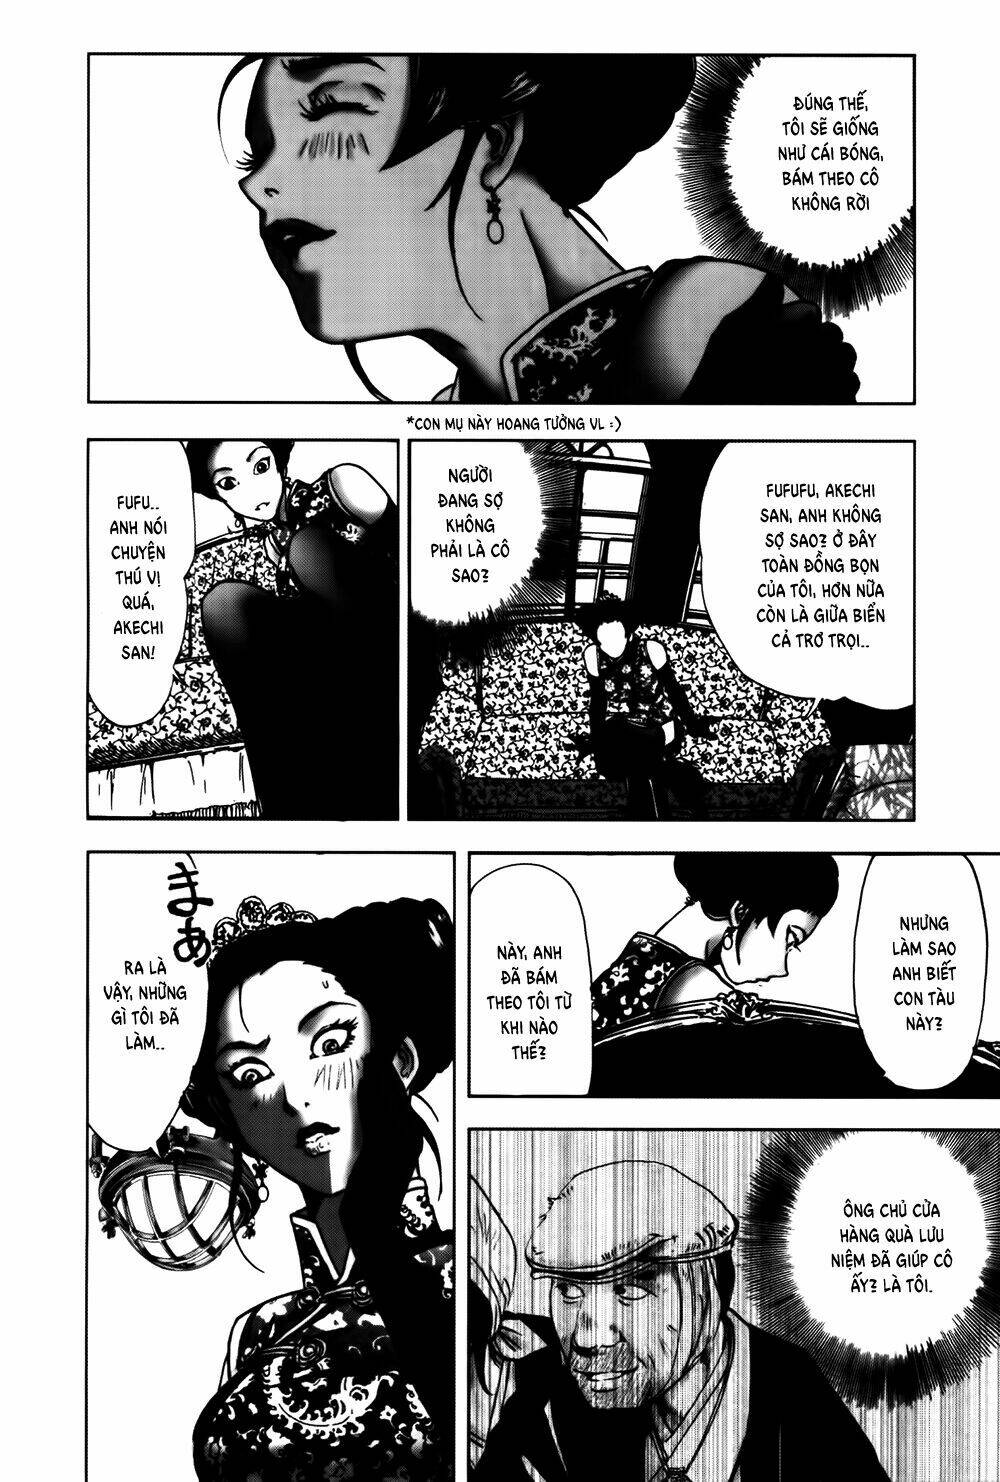 ĐÚNG THẾ,
TÔI SẼ GIỐNG
NHƯ CÁI BÓNG,
BÁM THEO CÔ
KHÔNG RỜI
*CON MỤ NÀY HOANG TƯỞNG VL =)
FUFUFU, AKECHI
SAN, ANH KHÔNG
SỢ SAO? Ở ĐÂY
TOÀN ĐỒNG BỌN
CỦA TÔI, HƠN NỮA
CÒN LÀ GIỮA BIỂN
CẢ TRƠ TRỌI..
NGƯỜI
ĐANG SỢ
KHÔNG
PHẢI LÀ CÔ
SAO?
FUFU..
ANH NÓI
CHUYỆN
THÚ VỊ
QUÁ,
AKECHI
SAN!
NHƯNG
LÀM SAO
ANH BIẾT
CON TÀU
NÀY?
NÀY, ANH
ĐÃ BÁM
THEO TÔI TỪ
KHI NÀO
THẾ?
ÔNG CHỦ CỬA
HÀNG QUÀ LƯU
NIỆM ĐÃ GIÚP CÔ
ẤY? LÀ TÔI.
まあ
RA LÀ
VẬY, NHỮNG
GÌ TÔI ĐÃ
LÀM..